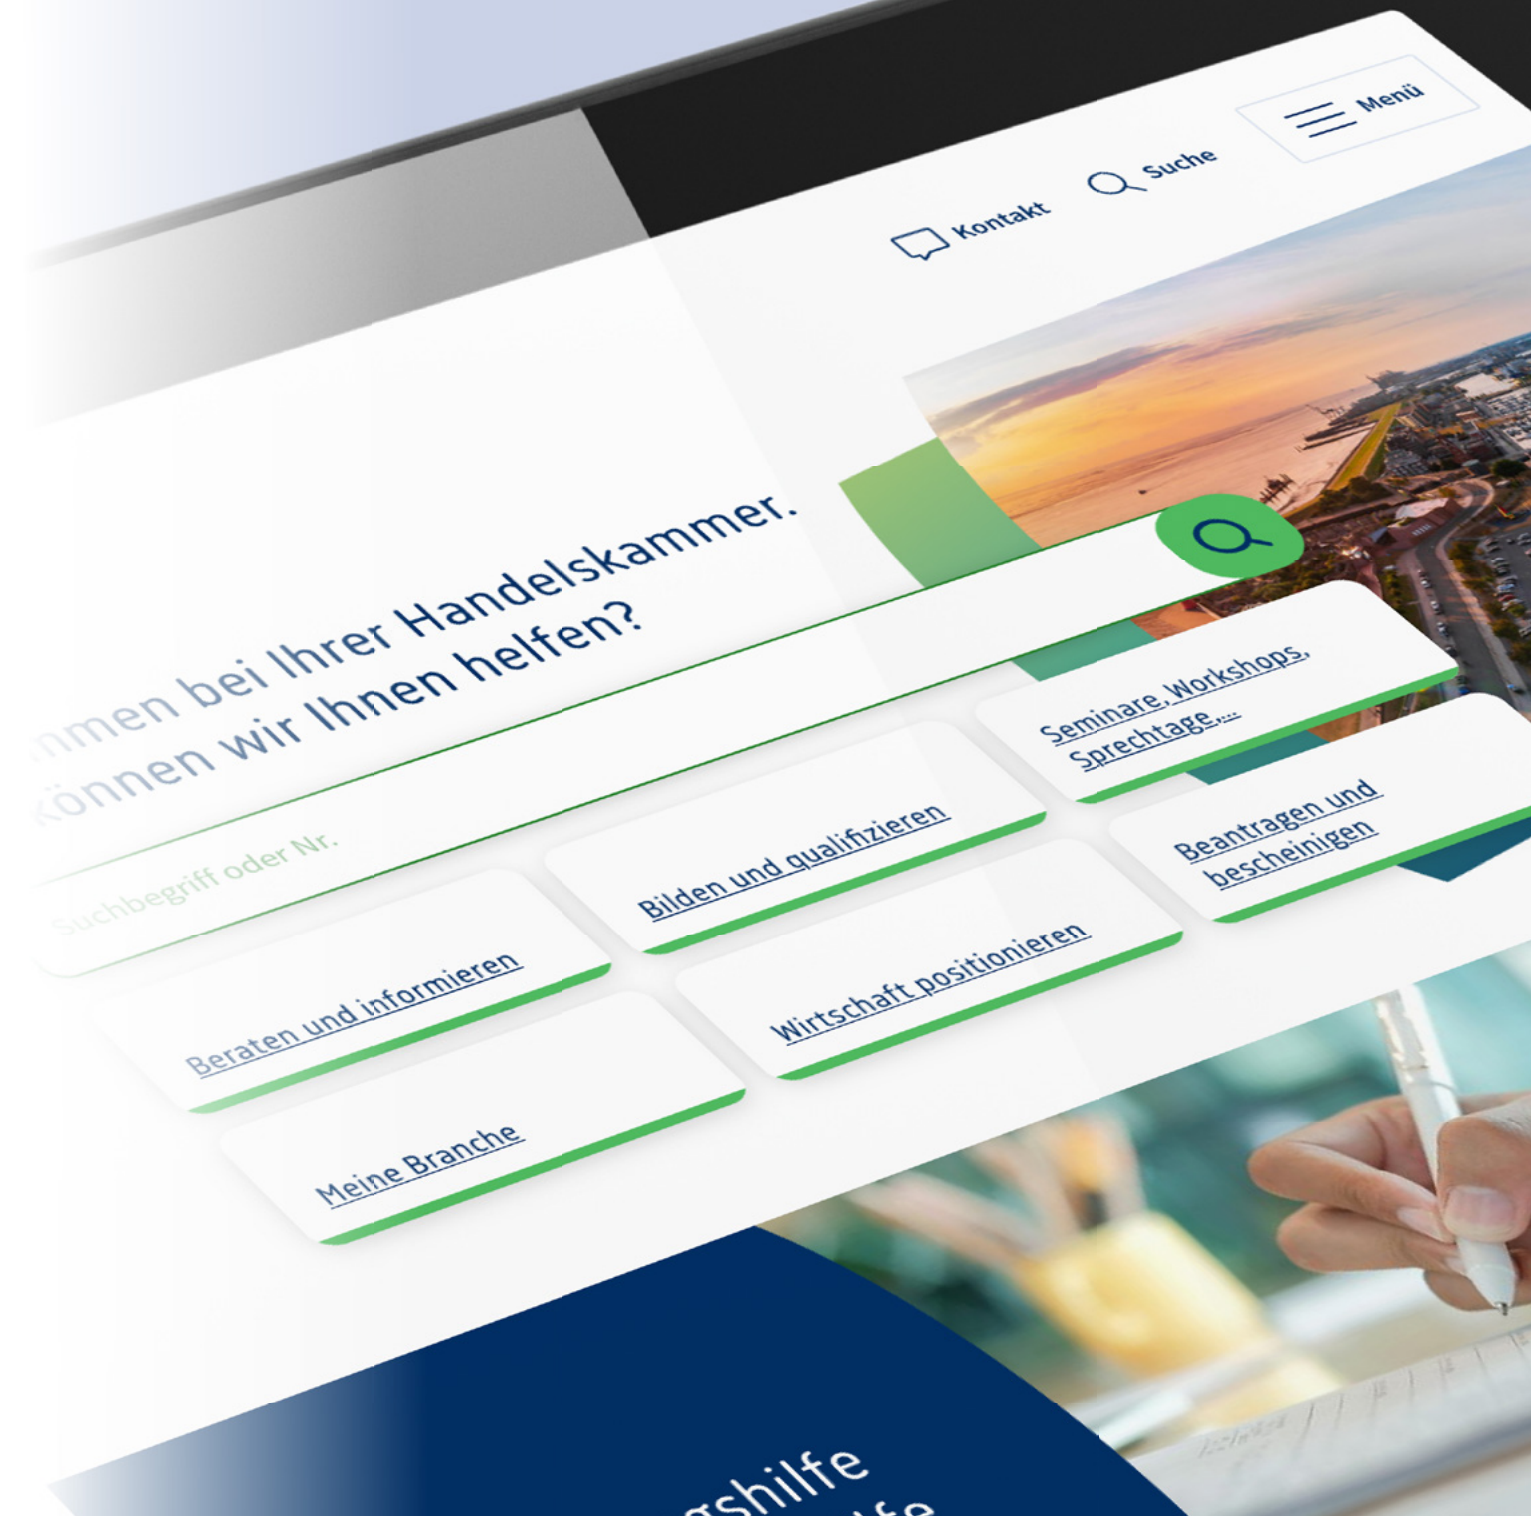 Menü
Suche
Kontakt
mmen bei Ihrer Handelskammer.
können wir Ihnen helfen?
Suchbegriff oder Nr.
Beraten und informieren
Bilden und qualifizieren
Seminare, Workshops,
Sprechtage,...
Meine Branche
Wirtschaft positionieren
Beantragen und
bescheinigen
gshilfe